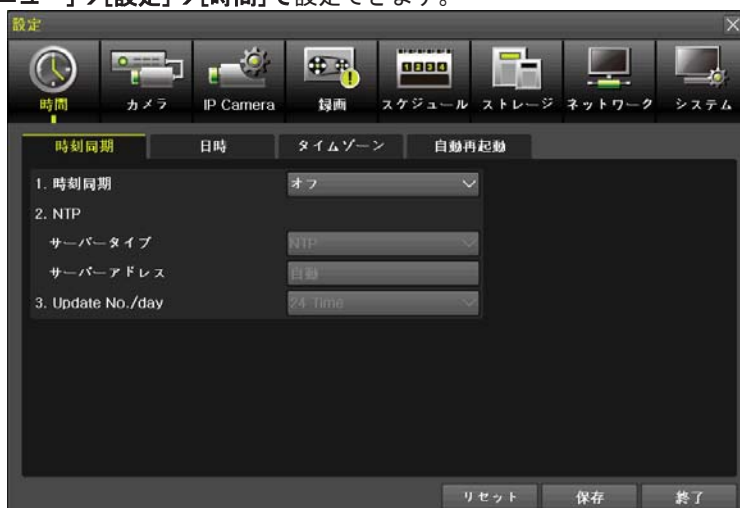 ニュー]→[設定]→[時間]で設定できます。
設定
時間 カメラ IP Camera 録画 スケジュール ストレージ ネットワーク システム
時刻同期 日時 タイムゾーン 自動再起動
1. 時刻同期 オフ
2. NTP
サーバータイプ NTP
サーバーアドレス 自動
3. Update No./day 24 Time
リセット 保存 終了